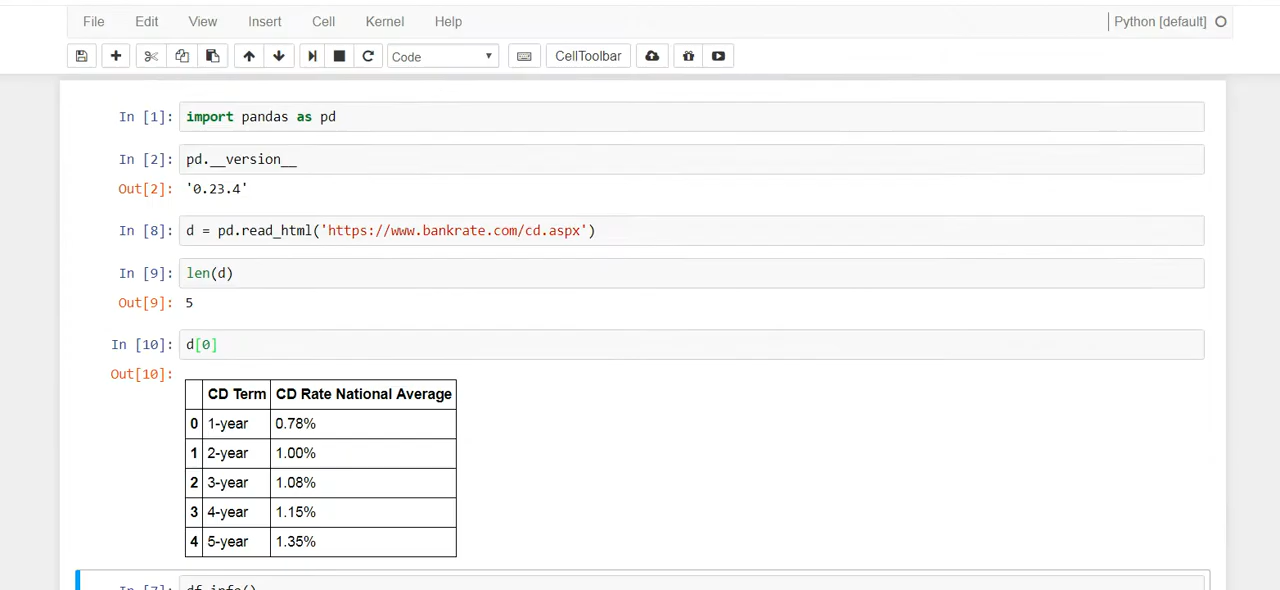 File Edit View Insert Cell Kernel Help Python [default]
Code CellToolbar
In [1]: import pandas as pd
In [2]: pd.__version__
Out[2]: '0.23.4'
In [8]: d = pd.read_html('https://www.bankrate.com/cd.aspx')
In [9]: len(d)
Out[9]: 5
In [10]: d[0]
Out[10]:
CD Term CD Rate National Average
0 1-year 0.78%
1 2-year 1.00%
2 3-year 1.08%
3 4-year 1.15%
4 5-year 1.35%
In [7]: df.info()